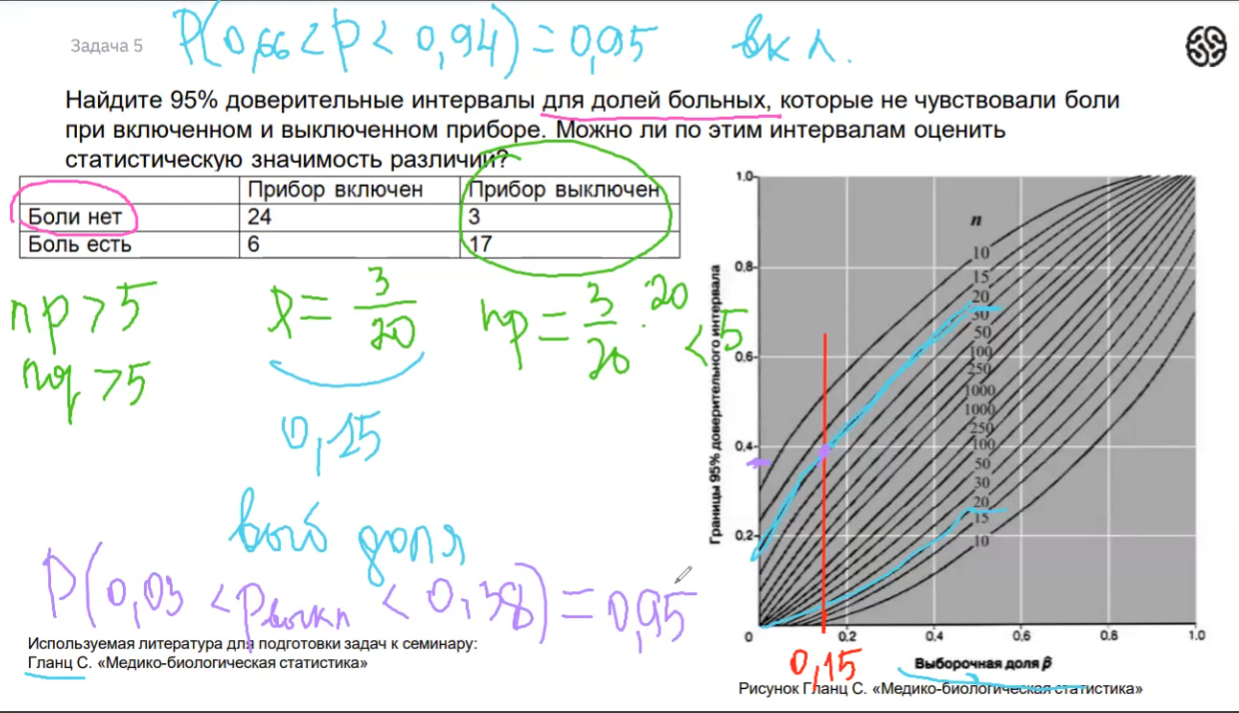 Задача 5
P(0,66 < p < 0,94) = 0,95 вкл.
Найдите 95% доверительные интервалы для долей больных, которые не чувствовали боли
при включенном и выключенном приборе. Можно ли по этим интервалам оценить
статистическую значимость различий?
Прибор включен Прибор выключен
Боли нет 24 3
Боль есть 6 17
np > 5
nq > 5
p = 3/20
np = 3/20 · 20 < 5
0,15
выб доля
P(0,03 < p выкл < 0,38) = 0,95
Используемая литература для подготовки задач к семинару:
Гланц С. «Медико-биологическая статистика»
Границы 95% доверительного интервала
1.0
0.8
0.6
0.4
0.2
0
0.2
0.4
0.6
0.8
1.0
n
10
15
20
30
50
100
250
1000
1000
250
100
50
30
20
15
10
0,15
Выборочная доля p̂
Рисунок Гланц С. «Медико-биологическая статистика»